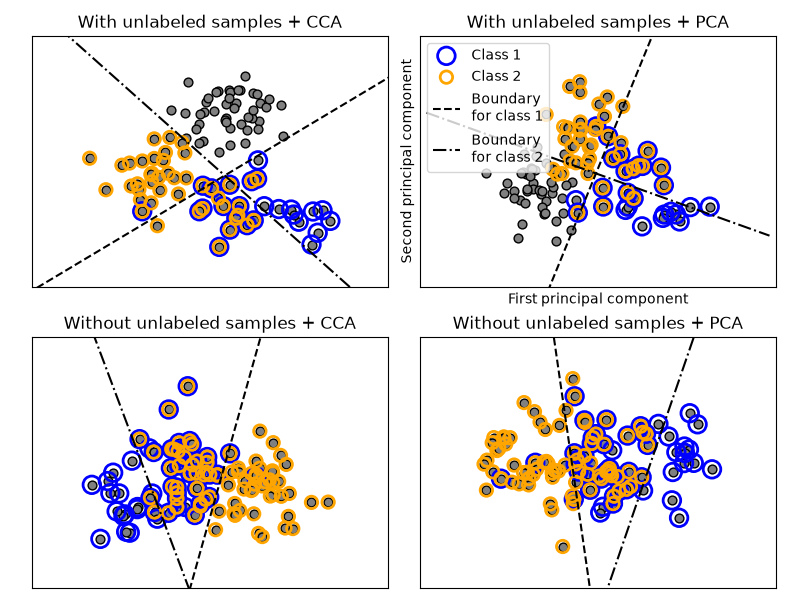 With unlabeled samples + CCA
With unlabeled samples + PCA
Class 1
Class 2
Boundary
for class 1
Boundary
for class 2
Second principal component
First principal component
Without unlabeled samples + CCA
Without unlabeled samples + PCA